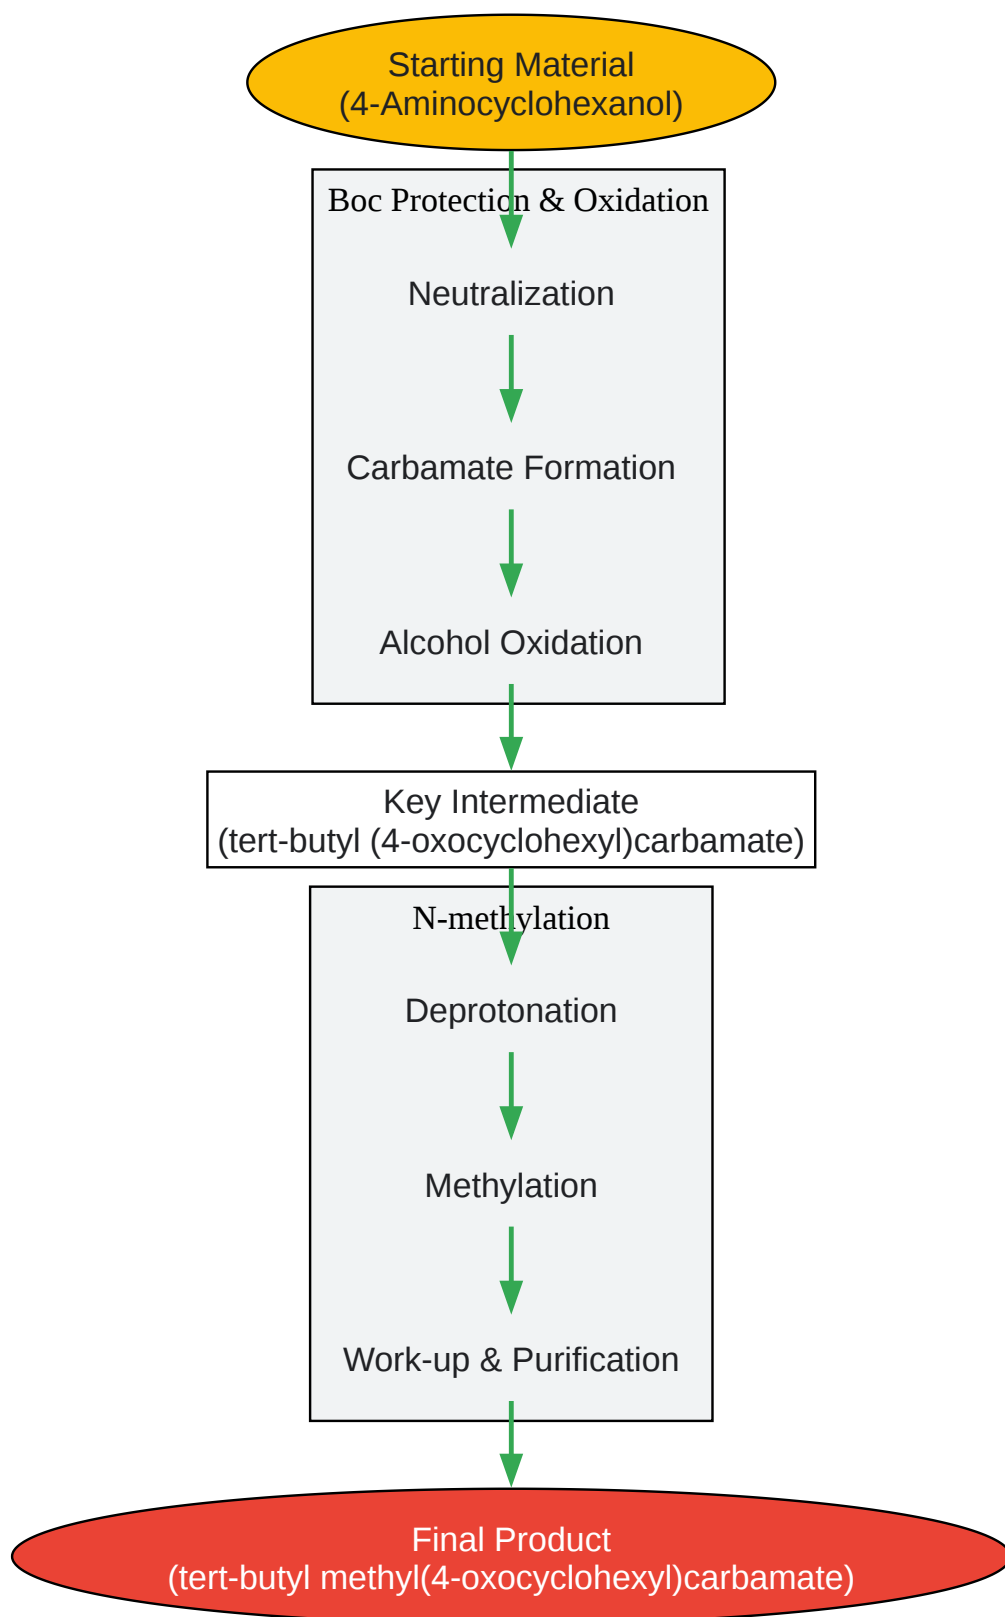 Starting Material
(4-Aminocyclohexanol)
Boc Protection & Oxidation
Neutralization
Carbamate Formation
Alcohol Oxidation
Key Intermediate
(tert-butyl (4-oxocyclohexyl)carbamate)
N-methylation
Deprotonation
Methylation
Work-up & Purification
Final Product
(tert-butyl methyl(4-oxocyclohexyl)carbamate)